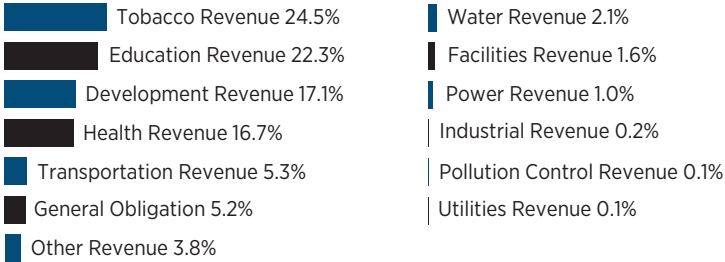 Tobacco Revenue 24.5%
Education Revenue 22.3%
Development Revenue 17.1%
Health Revenue 16.7%
Transportation Revenue 5.3%
General Obligation 5.2%
Other Revenue 3.8%
Water Revenue 2.1%
Facilities Revenue 1.6%
Power Revenue 1.0%
Industrial Revenue 0.2%
Pollution Control Revenue 0.1%
Utilities Revenue 0.1%